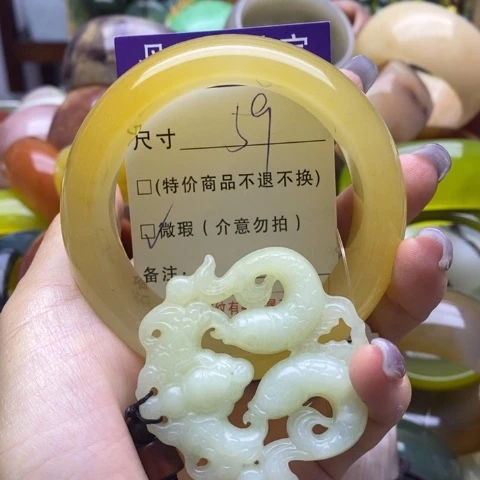 尺寸 59
□(特价商品不退不换)
□微瑕(介意勿拍)
备注: